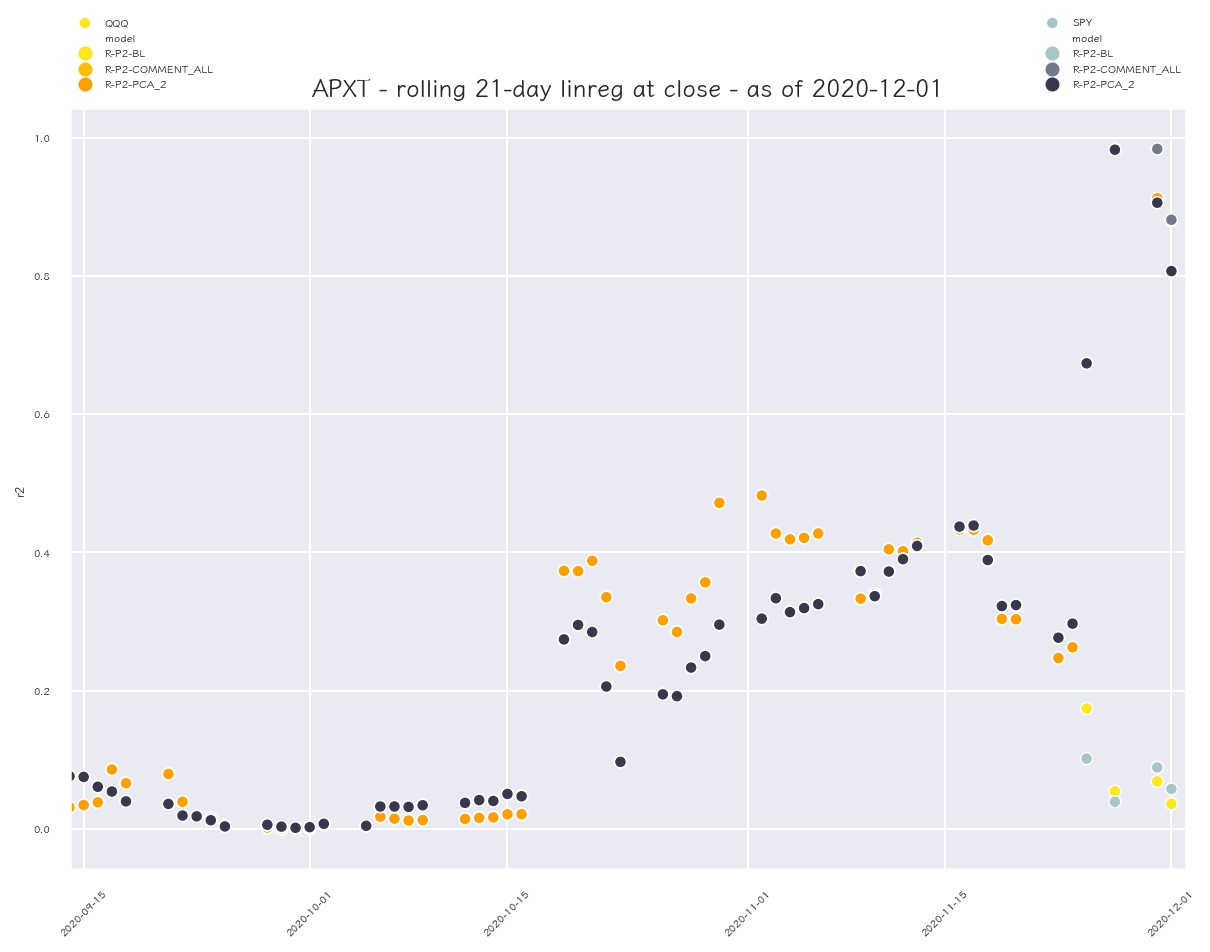 QQQ
model
R-P2-BL
R-P2-COMMENT_ALL
R-P2-PCA_2
SPY
model
R-P2-BL
R-P2-COMMENT_ALL
R-P2-PCA_2
APXT - rolling 21-day linreg at close - as of 2020-12-01
1.0
0.8
0.6
0.4
0.2
0.0
r2
2020-09-15
2020-10-01
2020-10-15
2020-11-01
2020-11-15
2020-12-01